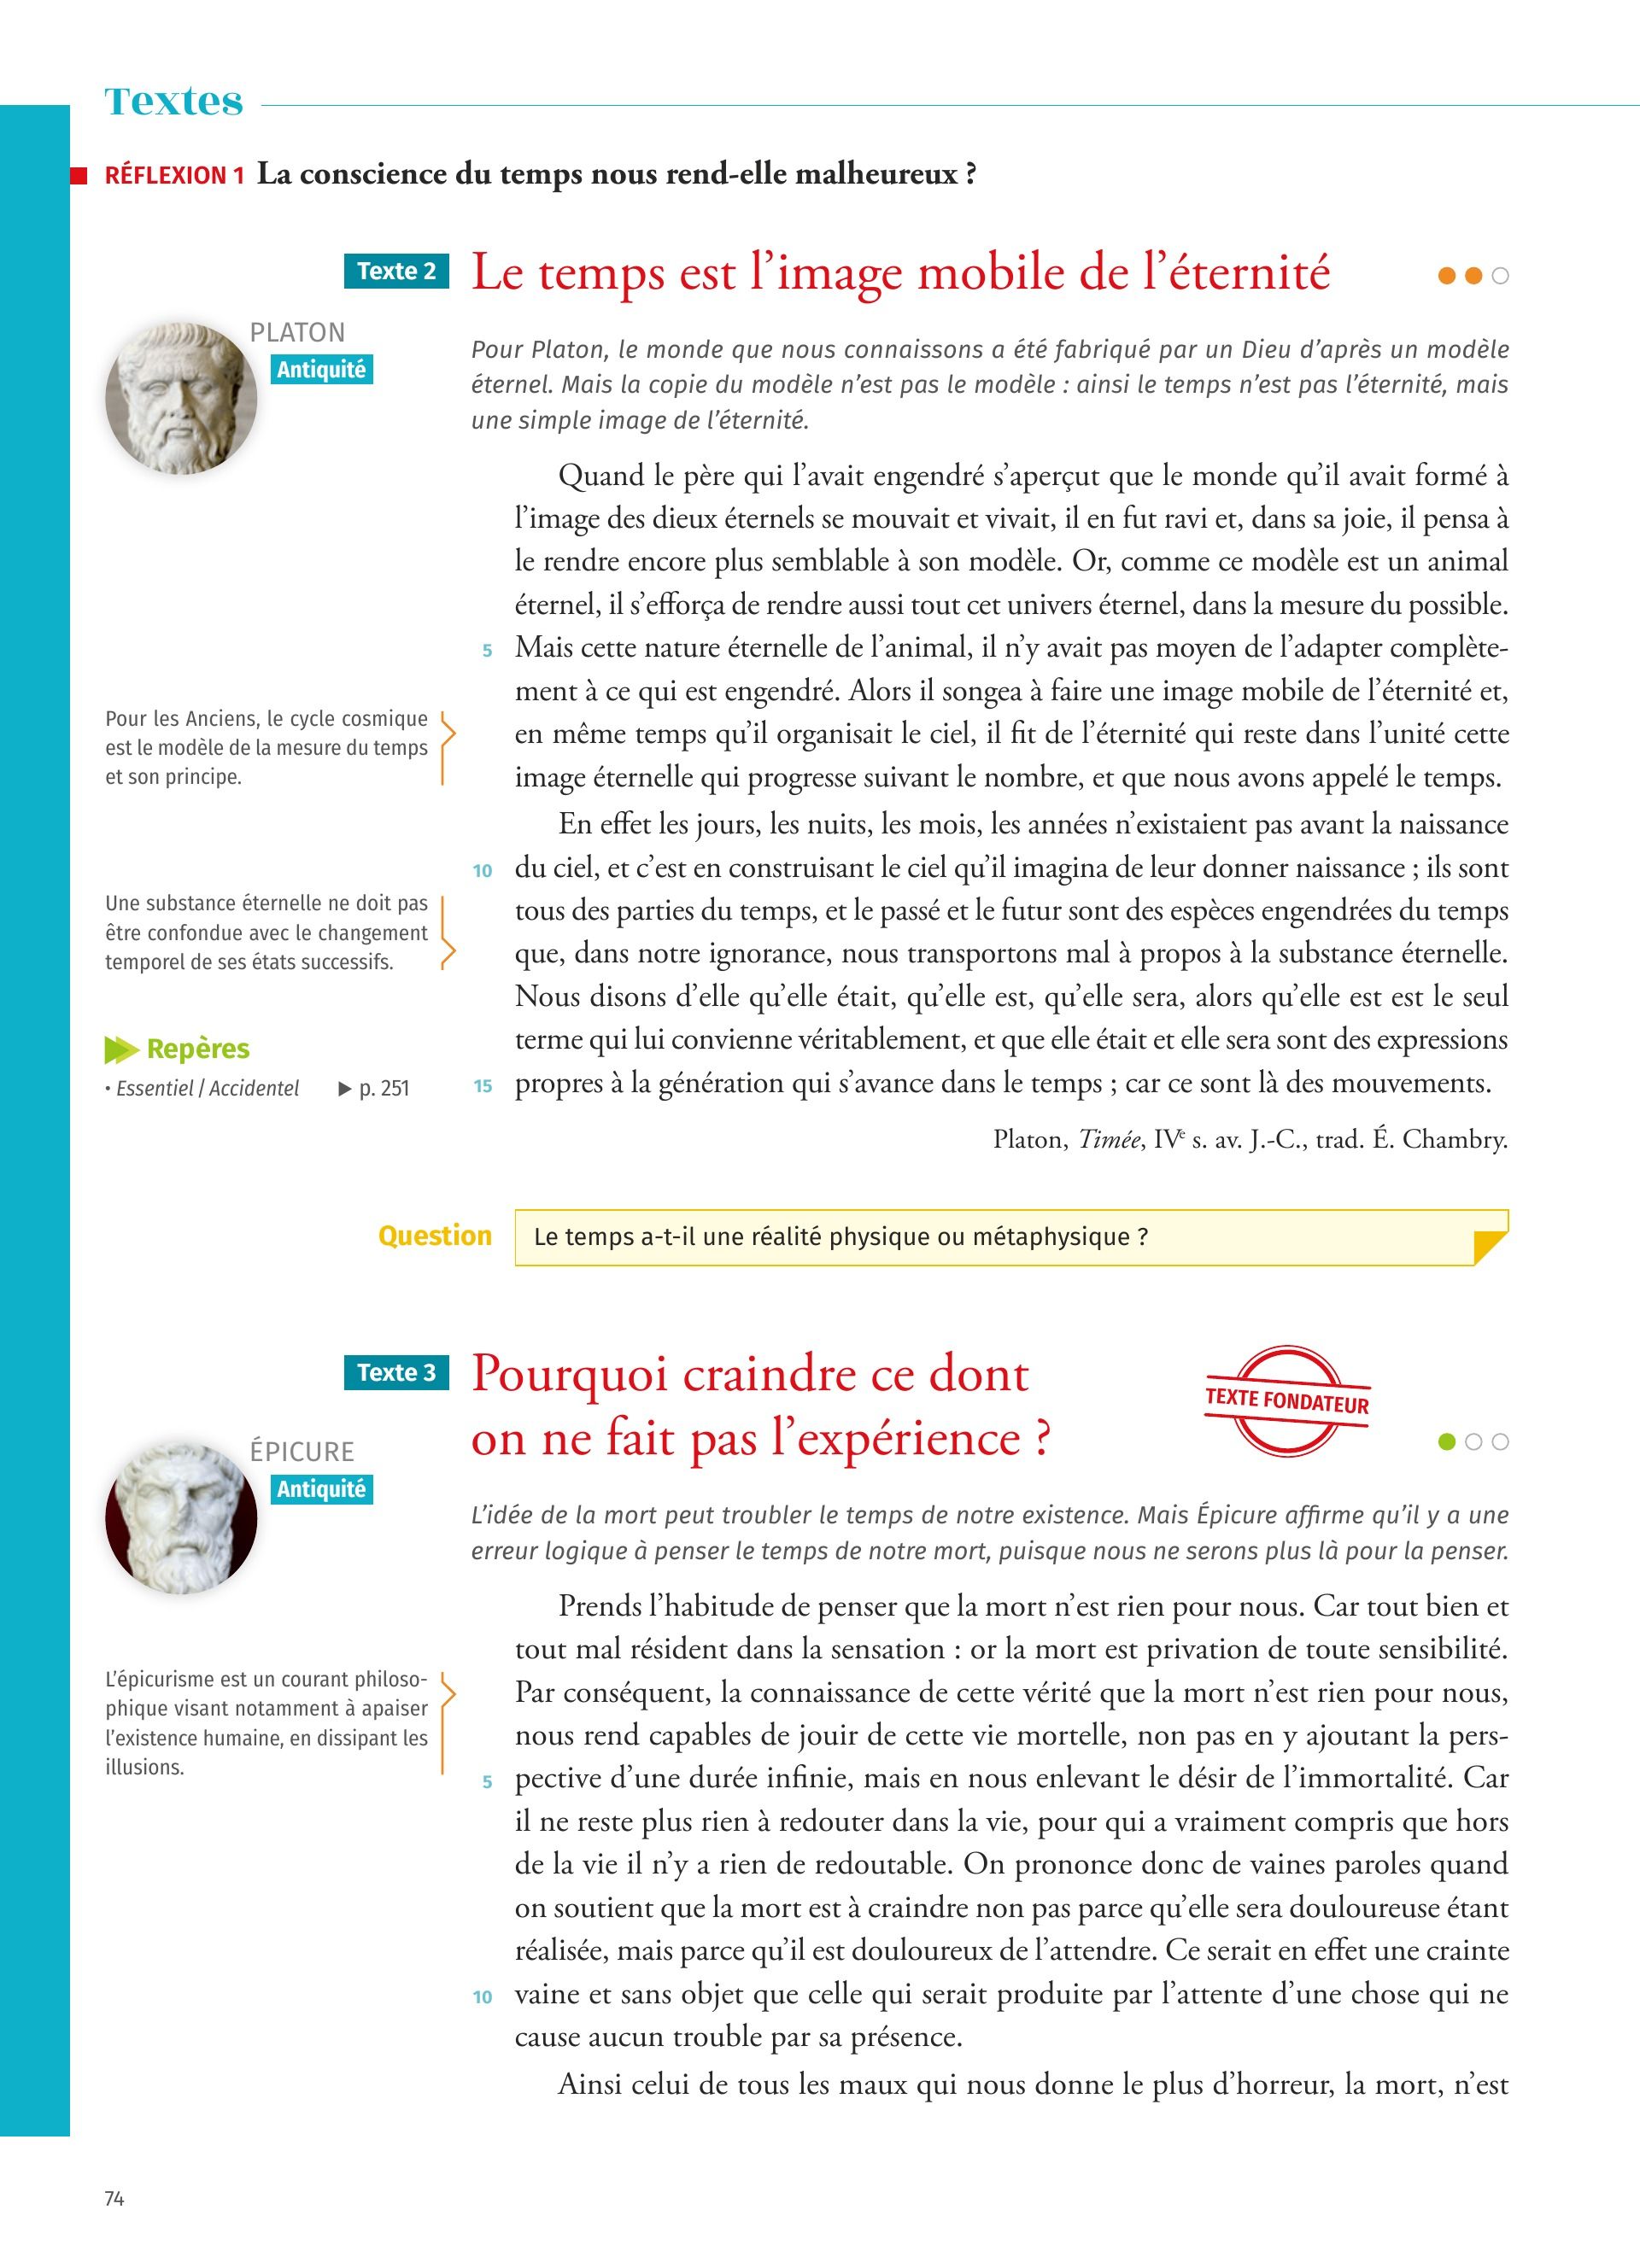 Textes
RÉFLEXION 1 La conscience du temps nous rend-elle malheureux ?
Texte 2 Le temps est l’image mobile de l’éternité
PLATON
Antiquité
Pour Platon, le monde que nous connaissons a été fabriqué par un Dieu d’après un modèle
éternel. Mais la copie du modèle n’est pas le modèle : ainsi le temps n’est pas l’éternité, mais
une simple image de l’éternité.
Quand le père qui l’avait engendré s’aperçut que le monde qu’il avait formé à
l’image des dieux éternels se mouvait et vivait, il en fut ravi et, dans sa joie, il pensa à
le rendre encore plus semblable à son modèle. Or, comme ce modèle est un animal
éternel, il s’efforça de rendre aussi tout cet univers éternel, dans la mesure du possible.
5 Mais cette nature éternelle de l’animal, il n’y avait pas moyen de l’adapter complète-
ment à ce qui est engendré. Alors il songea à faire une image mobile de l’éternité et,
en même temps qu’il organisait le ciel, il fit de l’éternité qui reste dans l’unité cette
image éternelle qui progresse suivant le nombre, et que nous avons appelé le temps.
En effet les jours, les nuits, les mois, les années n’existaient pas avant la naissance
10 du ciel, et c’est en construisant le ciel qu’il imagina de leur donner naissance ; ils sont
tous des parties du temps, et le passé et le futur sont des espèces engendrées du temps
que, dans notre ignorance, nous transportons mal à propos à la substance éternelle.
Nous disons d’elle qu’elle était, qu’elle est, qu’elle sera, alors qu’elle est est le seul
terme qui lui convienne véritablement, et que elle était et elle sera sont des expressions
15 propres à la génération qui s’avance dans le temps ; car ce sont là des mouvements.
Platon, Timée, IVe s. av. J.-C., trad. É. Chambry.
Pour les Anciens, le cycle cosmique
est le modèle de la mesure du temps
et son principe.
Une substance éternelle ne doit pas
être confondue avec le changement
temporel de ses états successifs.
Repères
• Essentiel / Accidentel ▶ p. 251
Question Le temps a-t-il une réalité physique ou métaphysique ?
Texte 3 Pourquoi craindre ce dont
on ne fait pas l’expérience ?
TEXTE FONDATEUR
ÉPICURE
Antiquité
L’idée de la mort peut troubler le temps de notre existence. Mais Épicure affirme qu’il y a une
erreur logique à penser le temps de notre mort, puisque nous ne serons plus là pour la penser.
Prends l’habitude de penser que la mort n’est rien pour nous. Car tout bien et
tout mal résident dans la sensation : or la mort est privation de toute sensibilité.
Par conséquent, la connaissance de cette vérité que la mort n’est rien pour nous,
nous rend capables de jouir de cette vie mortelle, non pas en y ajoutant la pers-
5 pective d’une durée infinie, mais en nous enlevant le désir de l’immortalité. Car
il ne reste plus rien à redouter dans la vie, pour qui a vraiment compris que hors
de la vie il n’y a rien de redoutable. On prononce donc de vaines paroles quand
on soutient que la mort est à craindre non pas parce qu’elle sera douloureuse étant
réalisée, mais parce qu’il est douloureux de l’attendre. Ce serait en effet une crainte
10 vaine et sans objet que celle qui serait produite par l’attente d’une chose qui ne
cause aucun trouble par sa présence.
Ainsi celui de tous les maux qui nous donne le plus d’horreur, la mort, n’est
L’épicurisme est un courant philoso-
phique visant notamment à apaiser
l’existence humaine, en dissipant les
illusions.
74